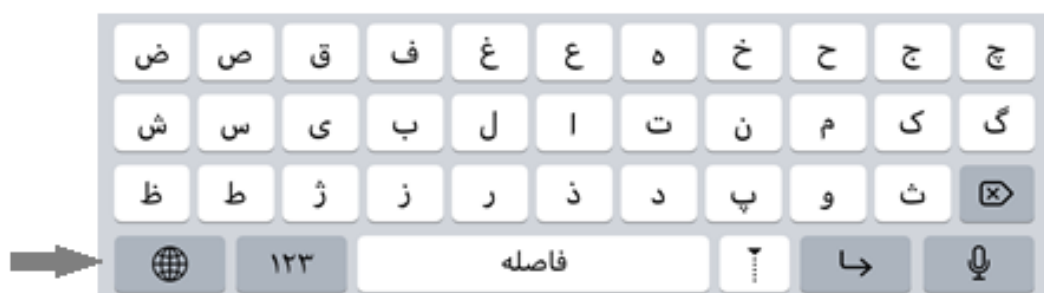 ض ص ق ف غ ع ه خ ح ج چ
ش س ی ب ل ا ت ن م ک گ
ظ ط ژ ز ر ذ د پ و ث
۱۲۳ فاصله